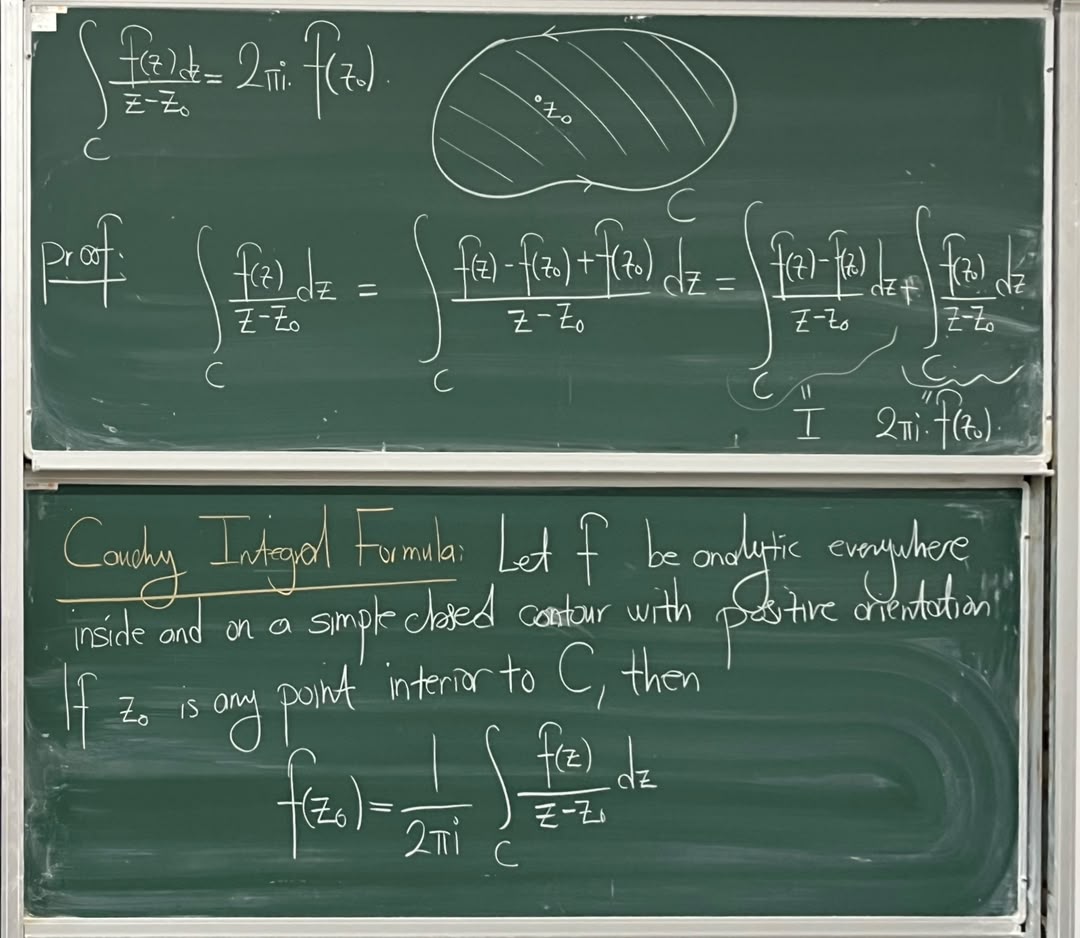 ∫_C f(z)dz/(z-z₀) = 2πi. f(z₀).
z₀
C
Proof: ∫_C f(z)/(z-z₀) dz = ∫_C (f(z)-f(z₀)+f(z₀))/(z-z₀) dz = ∫_C (f(z)-f(z₀))/(z-z₀) dz + ∫_C f(z₀)/(z-z₀) dz
" I " 2πi. f(z₀).
Cauchy Integral Formula: Let f be analytic everywhere
inside and on a simple closed contour with positive orientation
If z₀ is any point interior to C, then
f(z₀) = 1/(2πi) ∫_C f(z)/(z-z₀) dz